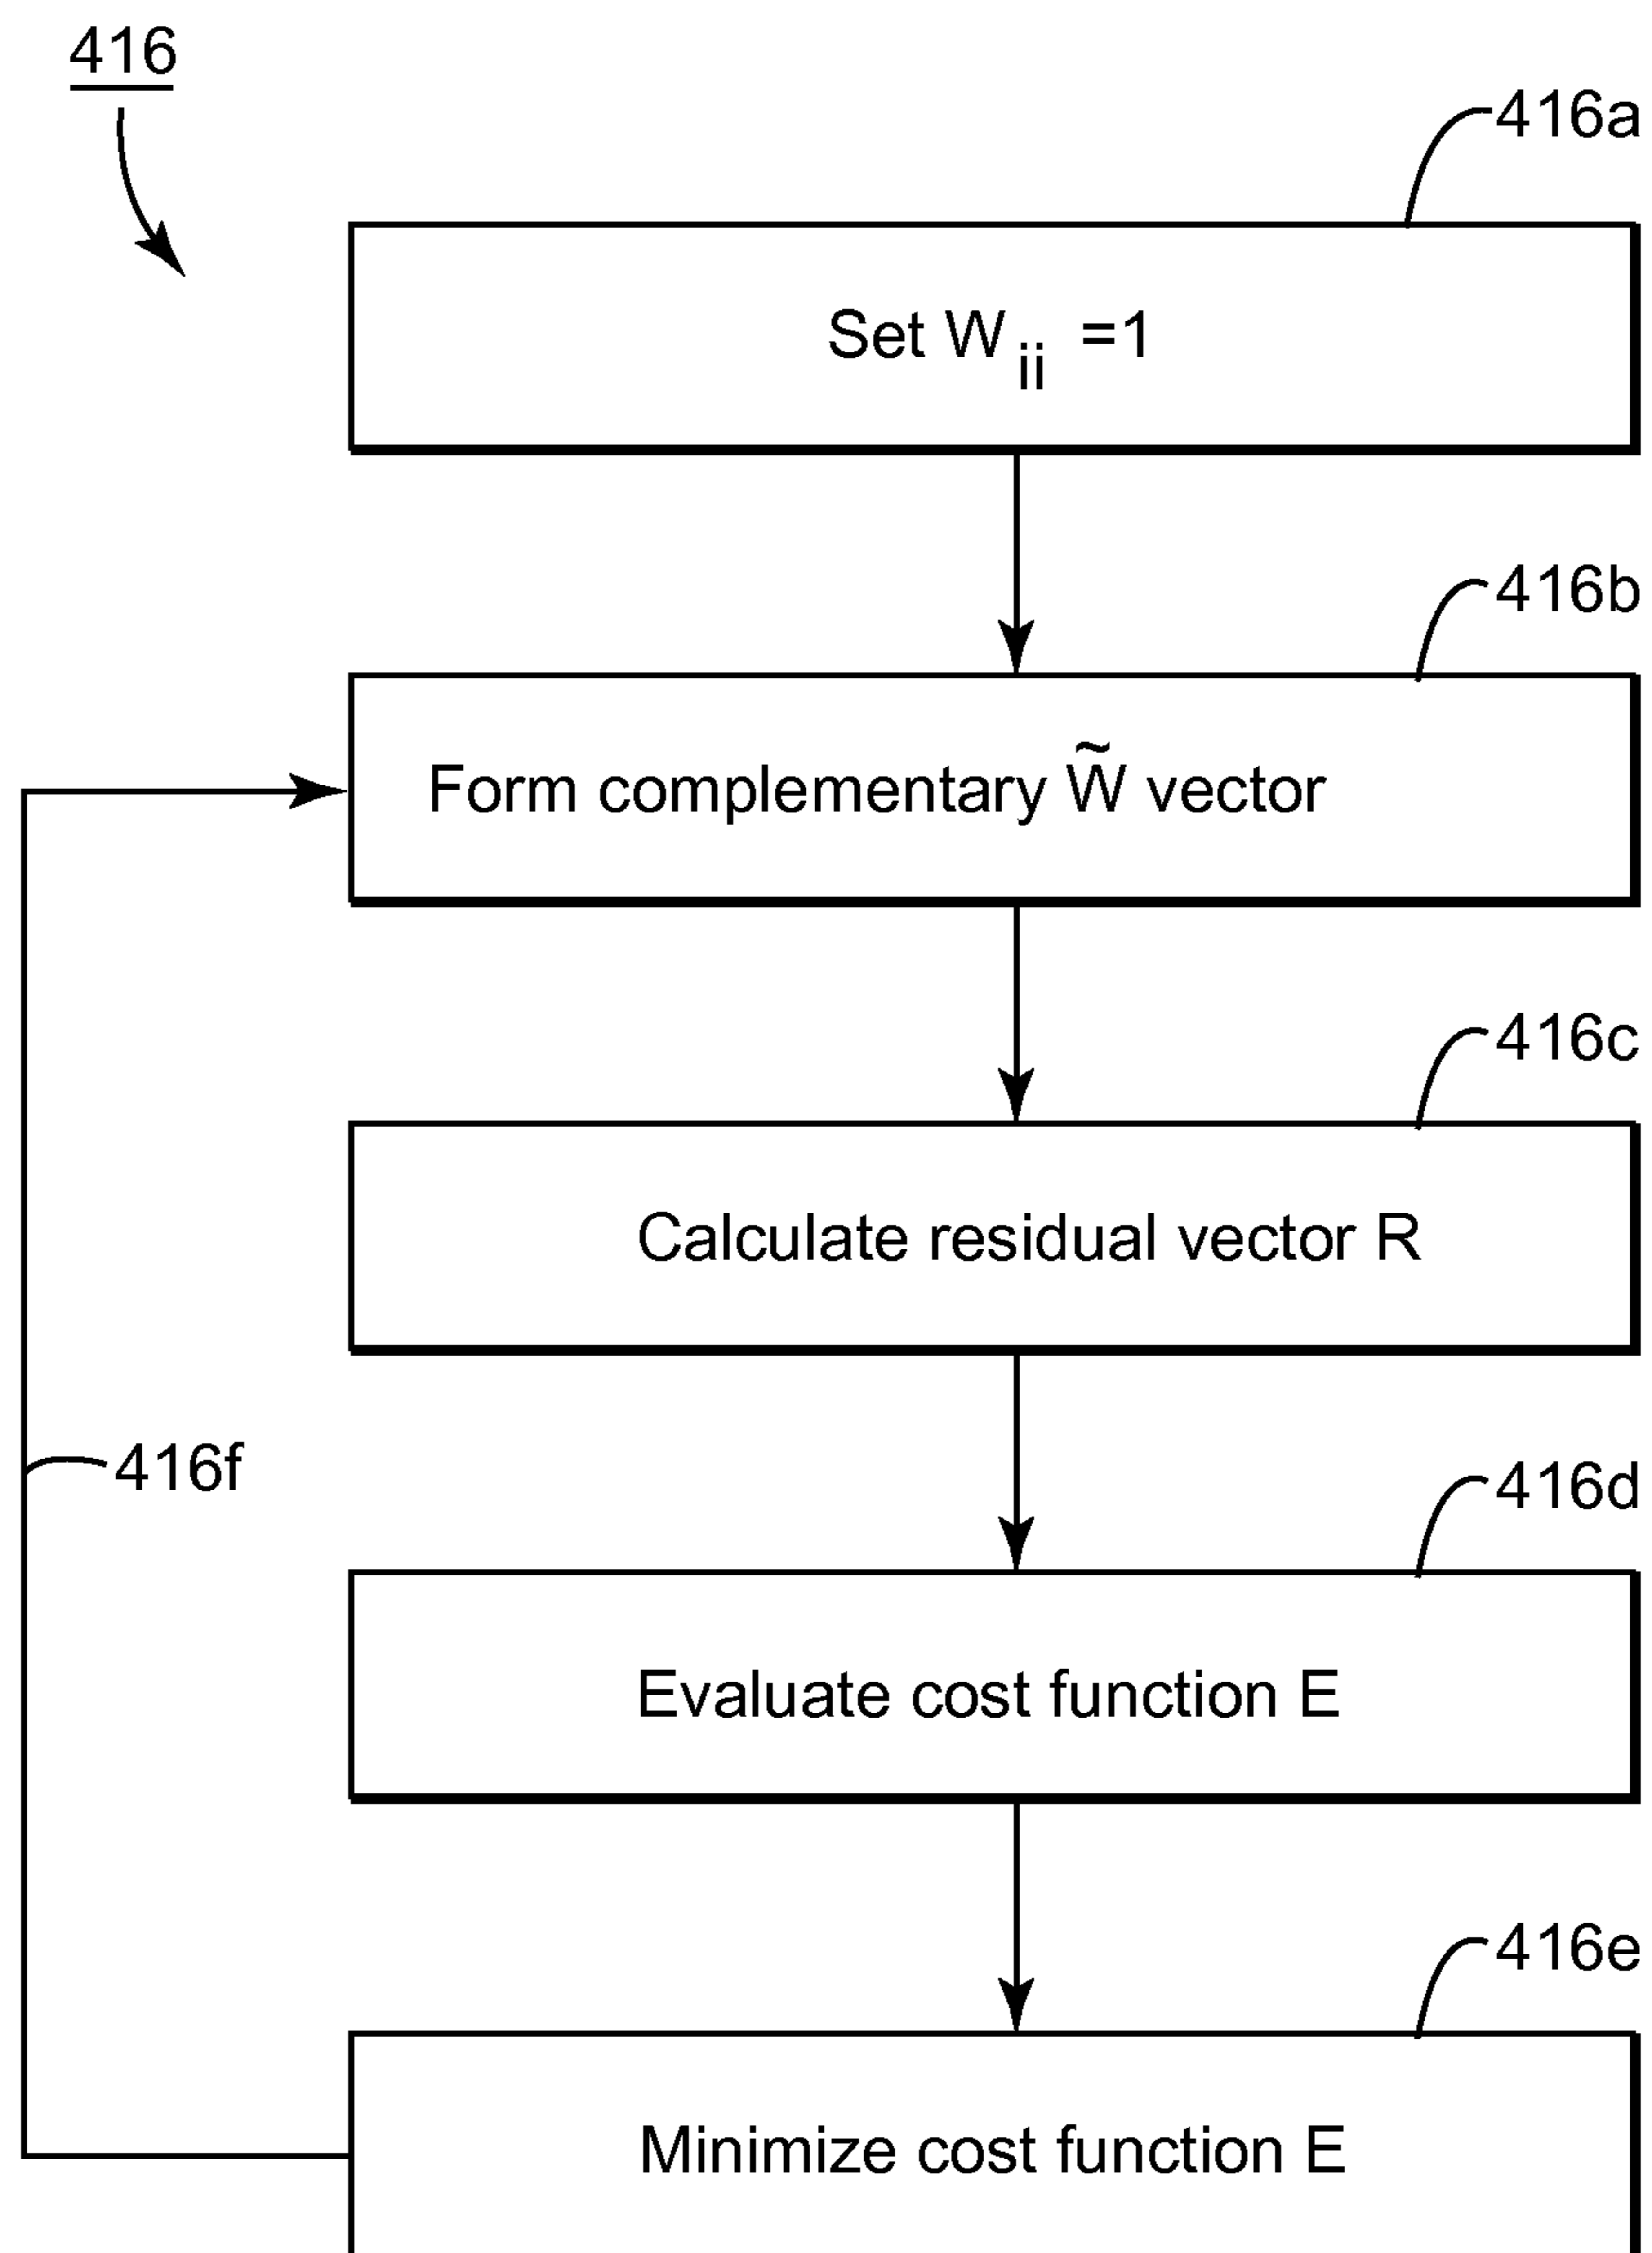 416
416a
Set W ii =1
416b
Form complementary W̃ vector
416c
Calculate residual vector R
416f
416d
Evaluate cost function E
416e
Minimize cost function E